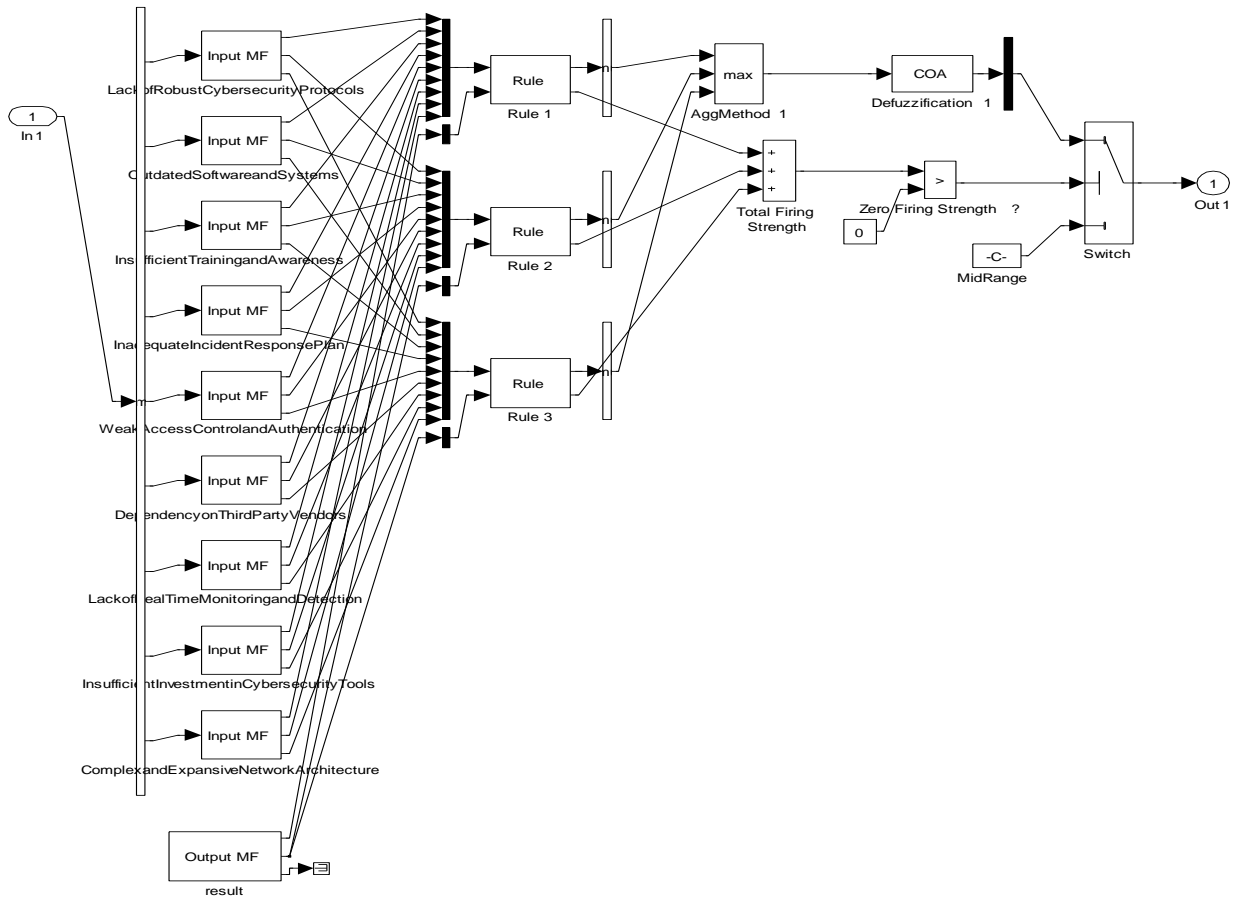 1
In 1
Input MF
LackofRobustCybersecurityProtocols
Input MF
OutdatedSoftwareandSystems
Input MF
InsufficientTrainingandAwareness
Input MF
InadequateIncidentResponsePlan
Input MF
WeakAccessControlandAuthentication
Input MF
DependencyonThirdPartyVendors
Input MF
LackofRealTimeMonitoringandDetection
Input MF
InsufficientInvestmentinCybersecurityTools
Input MF
ComplexandExpansiveNetworkArchitecture
Output MF
result
Rule
Rule 1
Rule
Rule 2
Rule
Rule 3
max
AggMethod 1
+
+
+
Total Firing
Strength
COA
Defuzzification 1
>
Zero Firing Strength ?
0
-C-
MidRange
Switch
1
Out 1